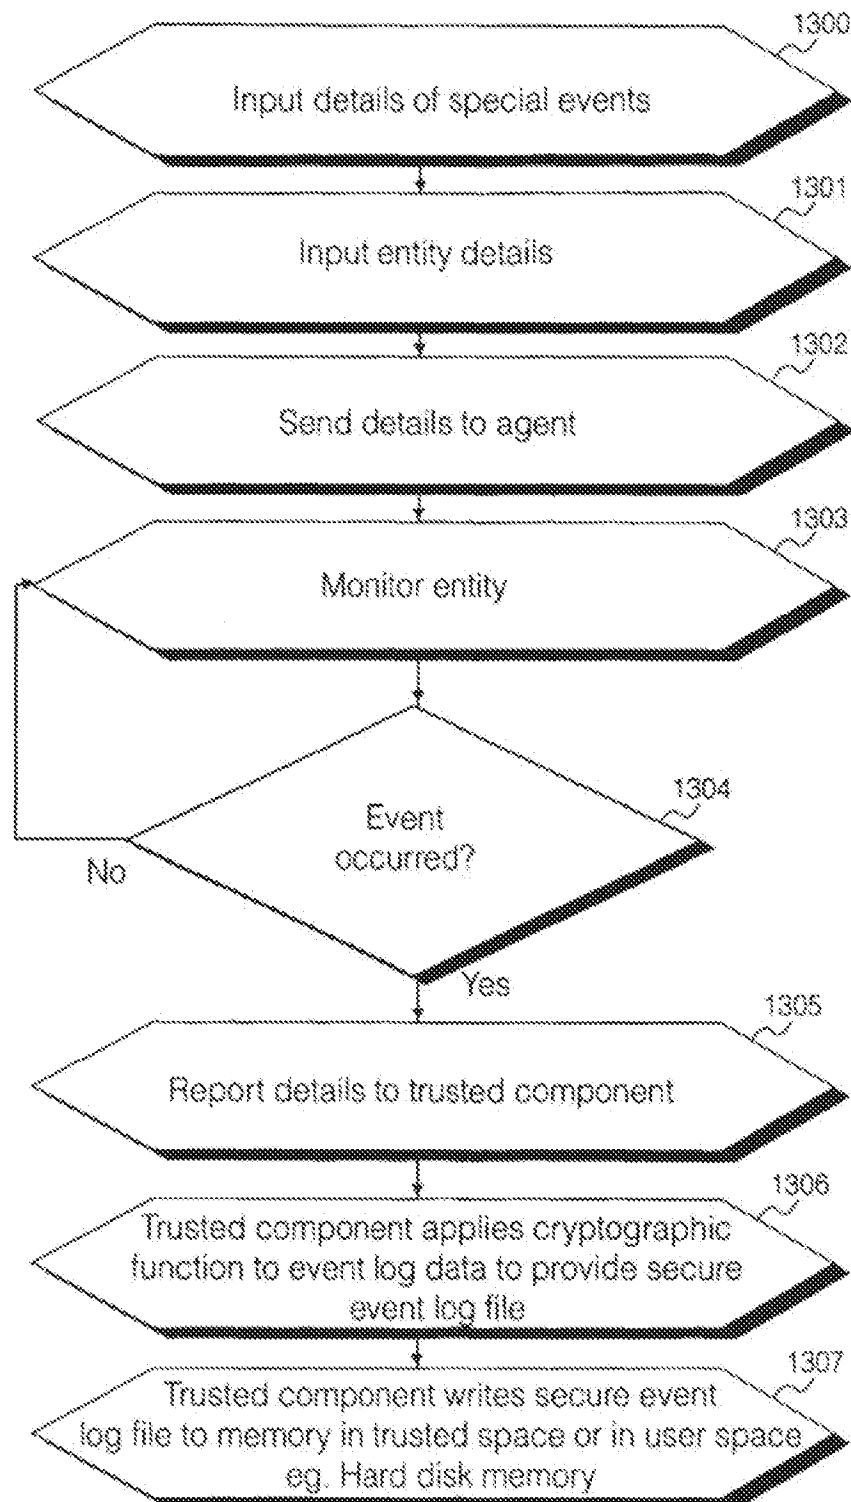 1300
Input details of special events
1301
Input entity details
1302
Send details to agent
1303
Monitor entity
1304
Event
occurred?
No
Yes
1305
Report details to trusted component
1306
Trusted component applies cryptographic
function to event log data to provide secure
event log file
1307
Trusted component writes secure event
log file to memory in trusted space or in user space
eg. Hard disk memory